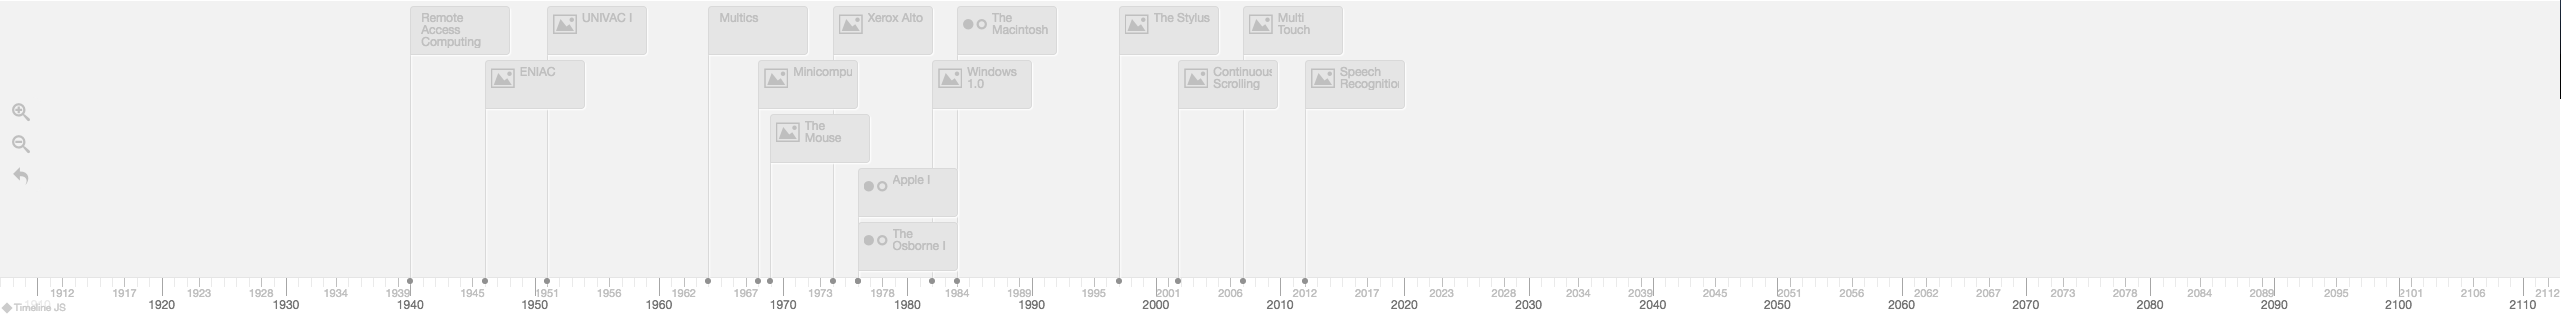 Remote
Access
Computing
UNIVAC I
Multics
Xerox Alto
The
Macintosh
The Stylus
Multi
Touch
ENIAC
Minicompu
Windows
1.0
Continuous
Scrolling
Speech
Recognition
The
Mouse
Apple I
The
Osborne I
1912 1917 1923 1928 1934 1939 1945 1951 1956 1962 1967 1973 1978 1984 1989 1995 2001 2006 2012 2017 2023 2028 2034 2039 2045 2051 2056 2062 2067 2073 2078 2084 2089 2095 2101 2106 2112
1910 1920 1930 1940 1950 1960 1970 1980 1990 2000 2010 2020 2030 2040 2050 2060 2070 2080 2090 2100 2110
Timeline JS